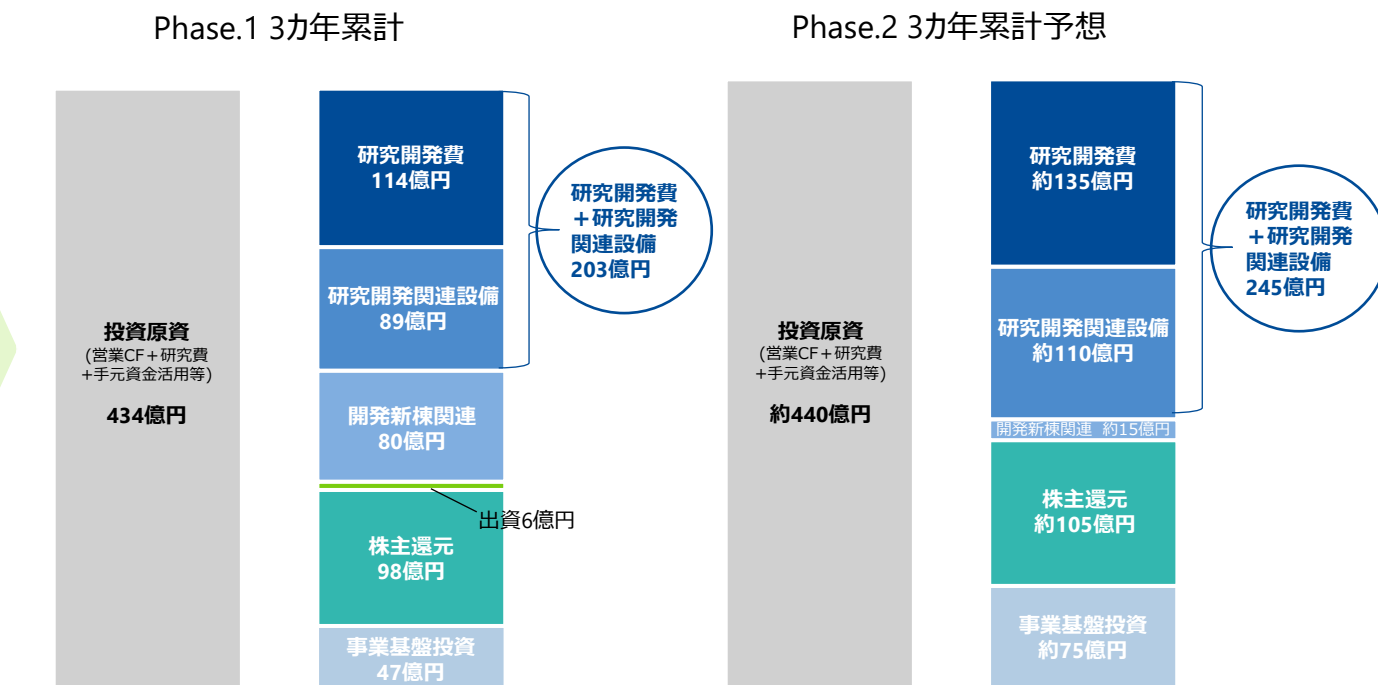 Phase.1 3カ年累計
投資原資
(営業CF+研究費
+手元資金活用等)
434億円
研究開発費
114億円
研究開発関連設備
89億円
開発新棟関連
80億円
出資6億円
株主還元
98億円
事業基盤投資
47億円
研究開発費
+研究開発
関連設備
203億円
Phase.2 3カ年累計予想
投資原資
(営業CF+研究費
+手元資金活用等)
約440億円
研究開発費
約135億円
研究開発関連設備
約110億円
開発新棟関連 約15億円
株主還元
約105億円
事業基盤投資
約75億円
研究開発費
+研究開発
関連設備
245億円